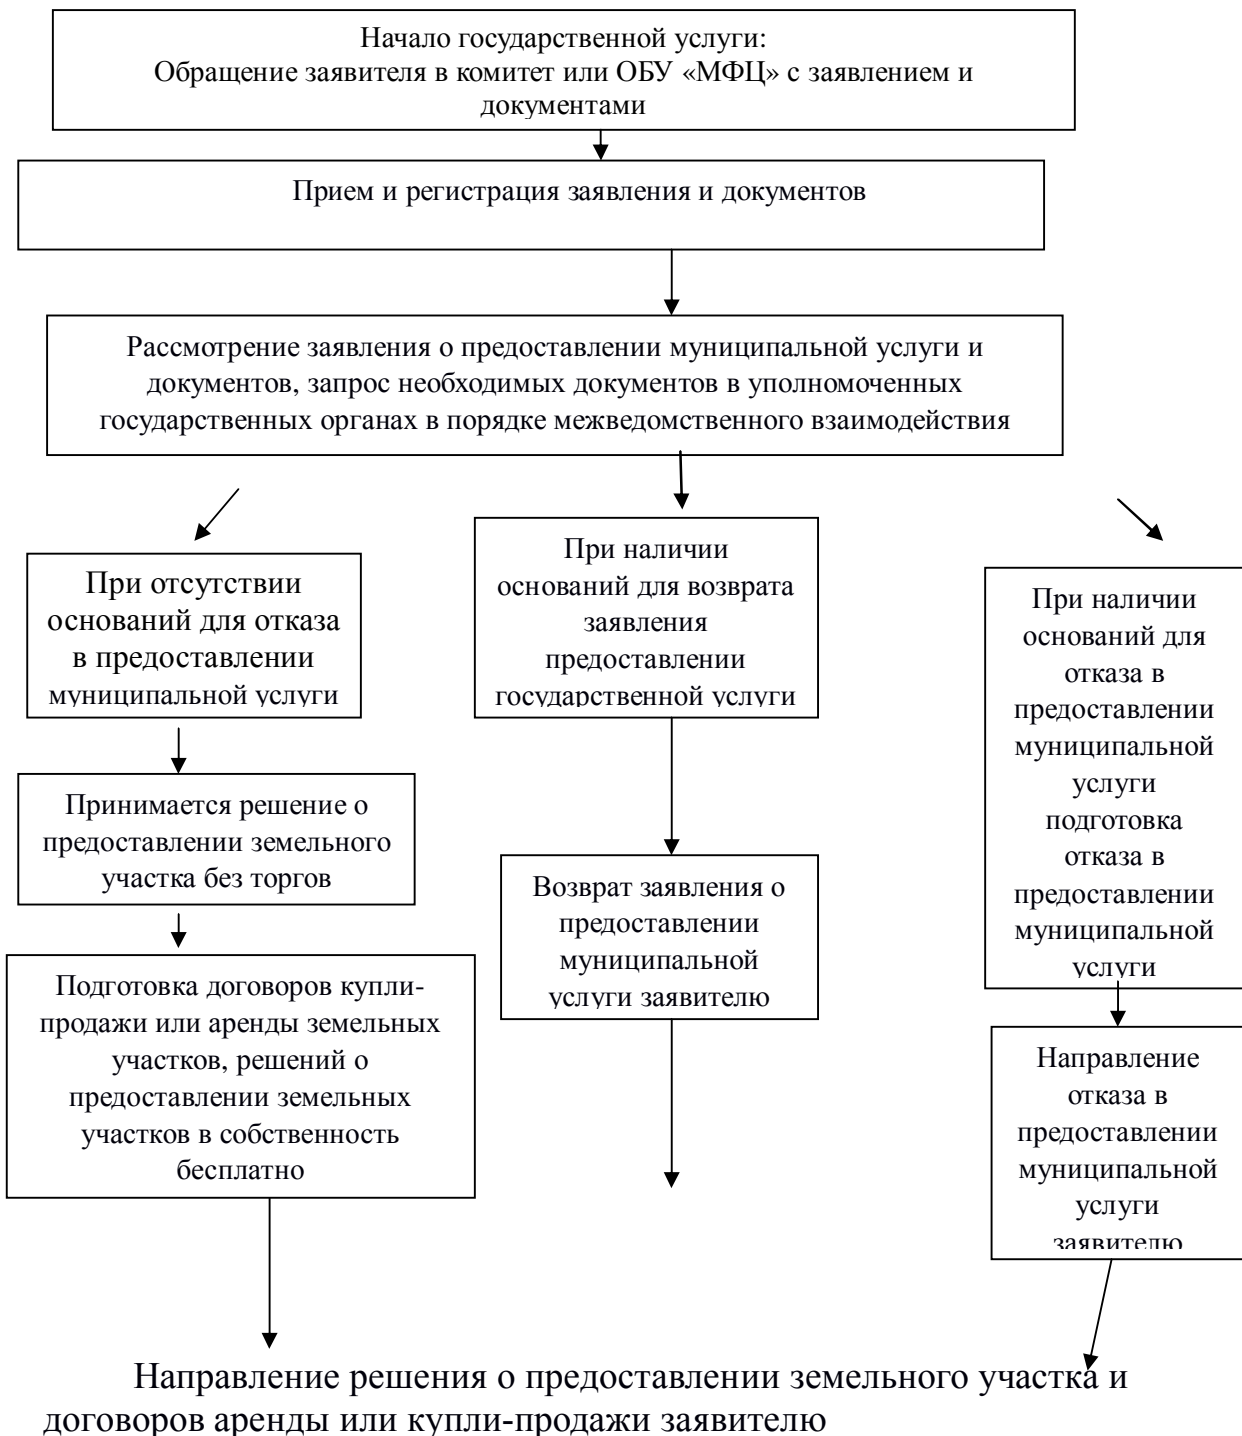 Начало государственной услуги:
Обращение заявителя в комитет или ОБУ «МФЦ» с заявлением и
документами
Прием и регистрация заявления и документов
Рассмотрение заявления о предоставлении муниципальной услуги и
документов, запрос необходимых документов в уполномоченных
государственных органах в порядке межведомственного взаимодействия
При отсутствии
оснований для отказа
в предоставлении
муниципальной услуги
Принимается решение о
предоставлении земельного
участка без торгов
Подготовка договоров купли-
продажи или аренды земельных
участков, решений о
предоставлении земельных
участков в собственность
бесплатно
При наличии
оснований для возврата
заявления
предоставлении
государственной услуги
Возврат заявления о
предоставлении
муниципальной
услуги заявителю
При наличии
оснований для
отказа в
предоставлении
муниципальной
услуги
подготовка
отказа в
предоставлении
муниципальной
услуги
Направление
отказа в
предоставлении
муниципальной
услуги
заявителю
Направление решения о предоставлении земельного участка и
договоров аренды или купли-продажи заявителю